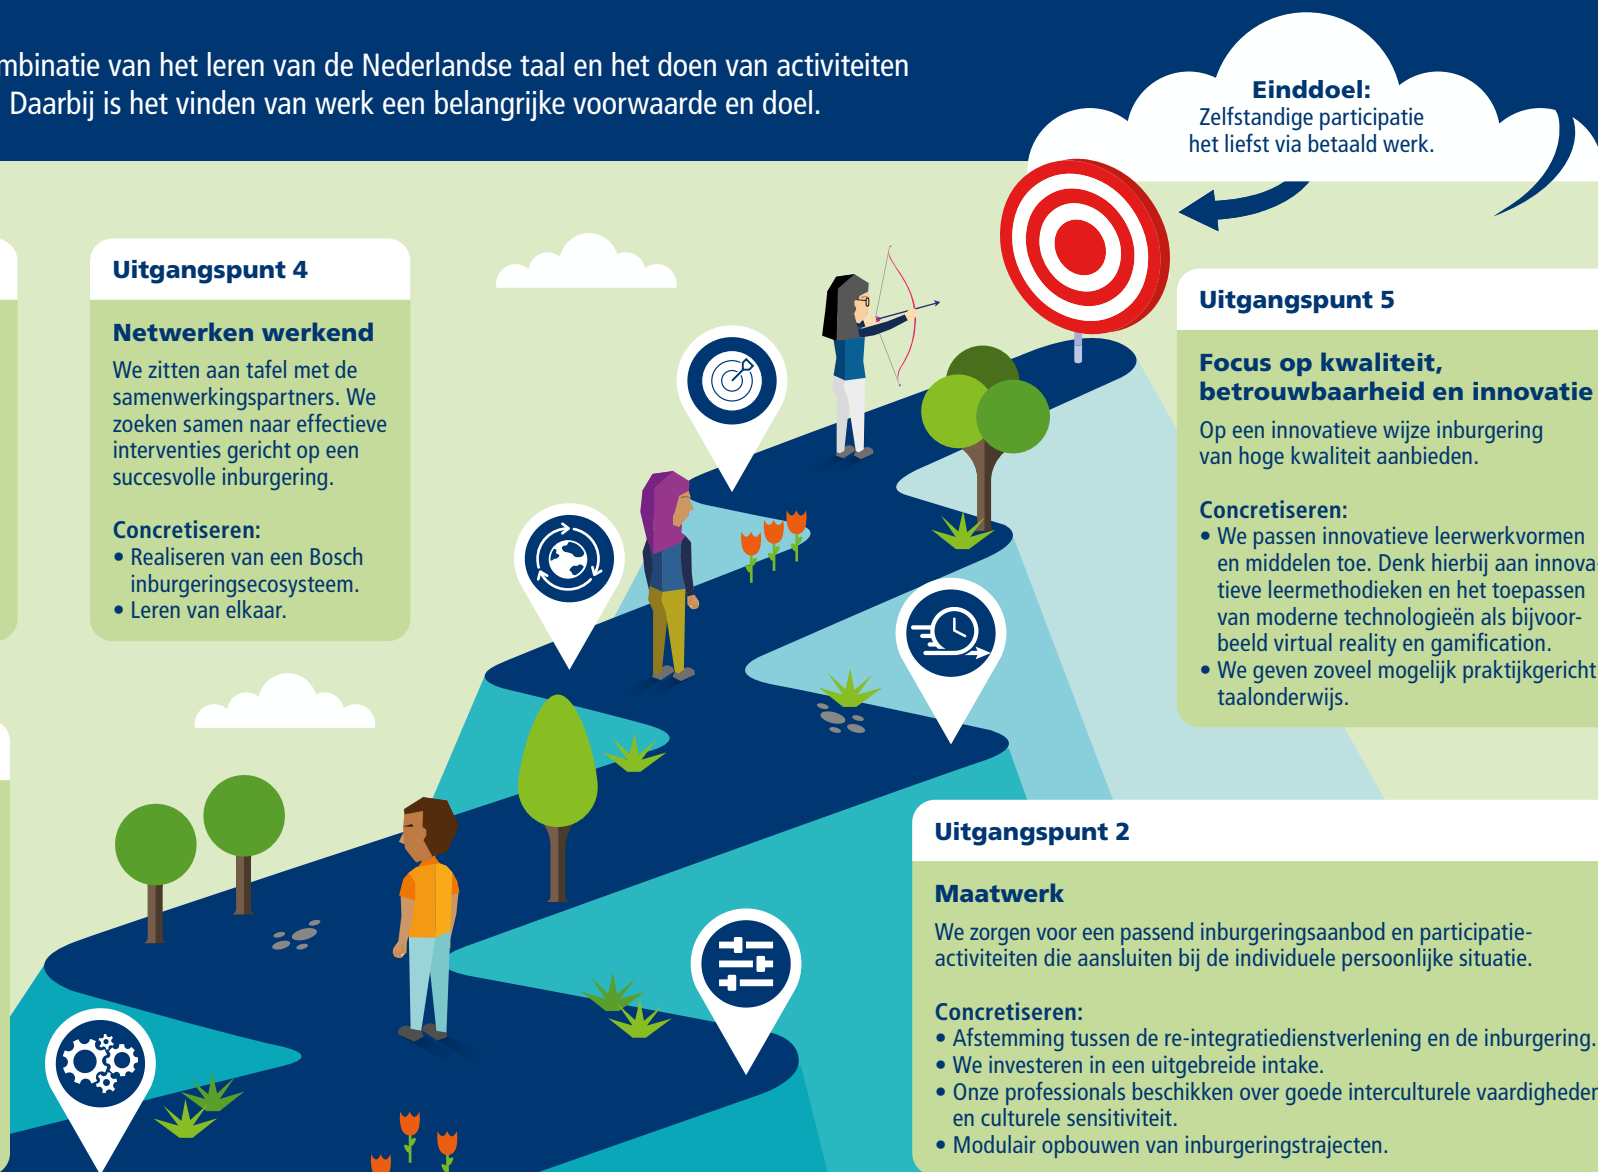 van het leren van de Nederlandse taal en het doen van activiteiten
Daarbij is het vinden van werk een belangrijke voorwaarde en doel.
Einddoel:
Zelfstandige participatie
het liefst via betaald werk.
Uitgangspunt 4
Netwerken werkend
We zitten aan tafel met de
samenwerkingspartners. We
zoeken samen naar effectieve
interventies gericht op een
succesvolle inburgering.
Concretiseren:
• Realiseren van een Bosch
inburgeringsecosysteem.
• Leren van elkaar.
Uitgangspunt 5
Focus op kwaliteit,
betrouwbaarheid en innovatie
Op een innovatieve wijze inburgering
van hoge kwaliteit aanbieden.
Concretiseren:
• We passen innovatieve leerwerkvormen
en middelen toe. Denk hierbij aan innova-
tieve leermethodieken en het toepassen
van moderne technologieën als bijvoor-
beeld virtual reality en gamification.
• We geven zoveel mogelijk praktijkgericht
taalonderwijs.
Uitgangspunt 2
Maatwerk
We zorgen voor een passend inburgeringsaanbod en participatie-
activiteiten die aansluiten bij de individuele persoonlijke situatie.
Concretiseren:
• Afstemming tussen de re-integratiedienstverlening en de inburgering.
• We investeren in een uitgebreide intake.
• Onze professionals beschikken over goede interculturele vaardigheden
en culturele sensitiviteit.
• Modulair opbouwen van inburgeringstrajecten.